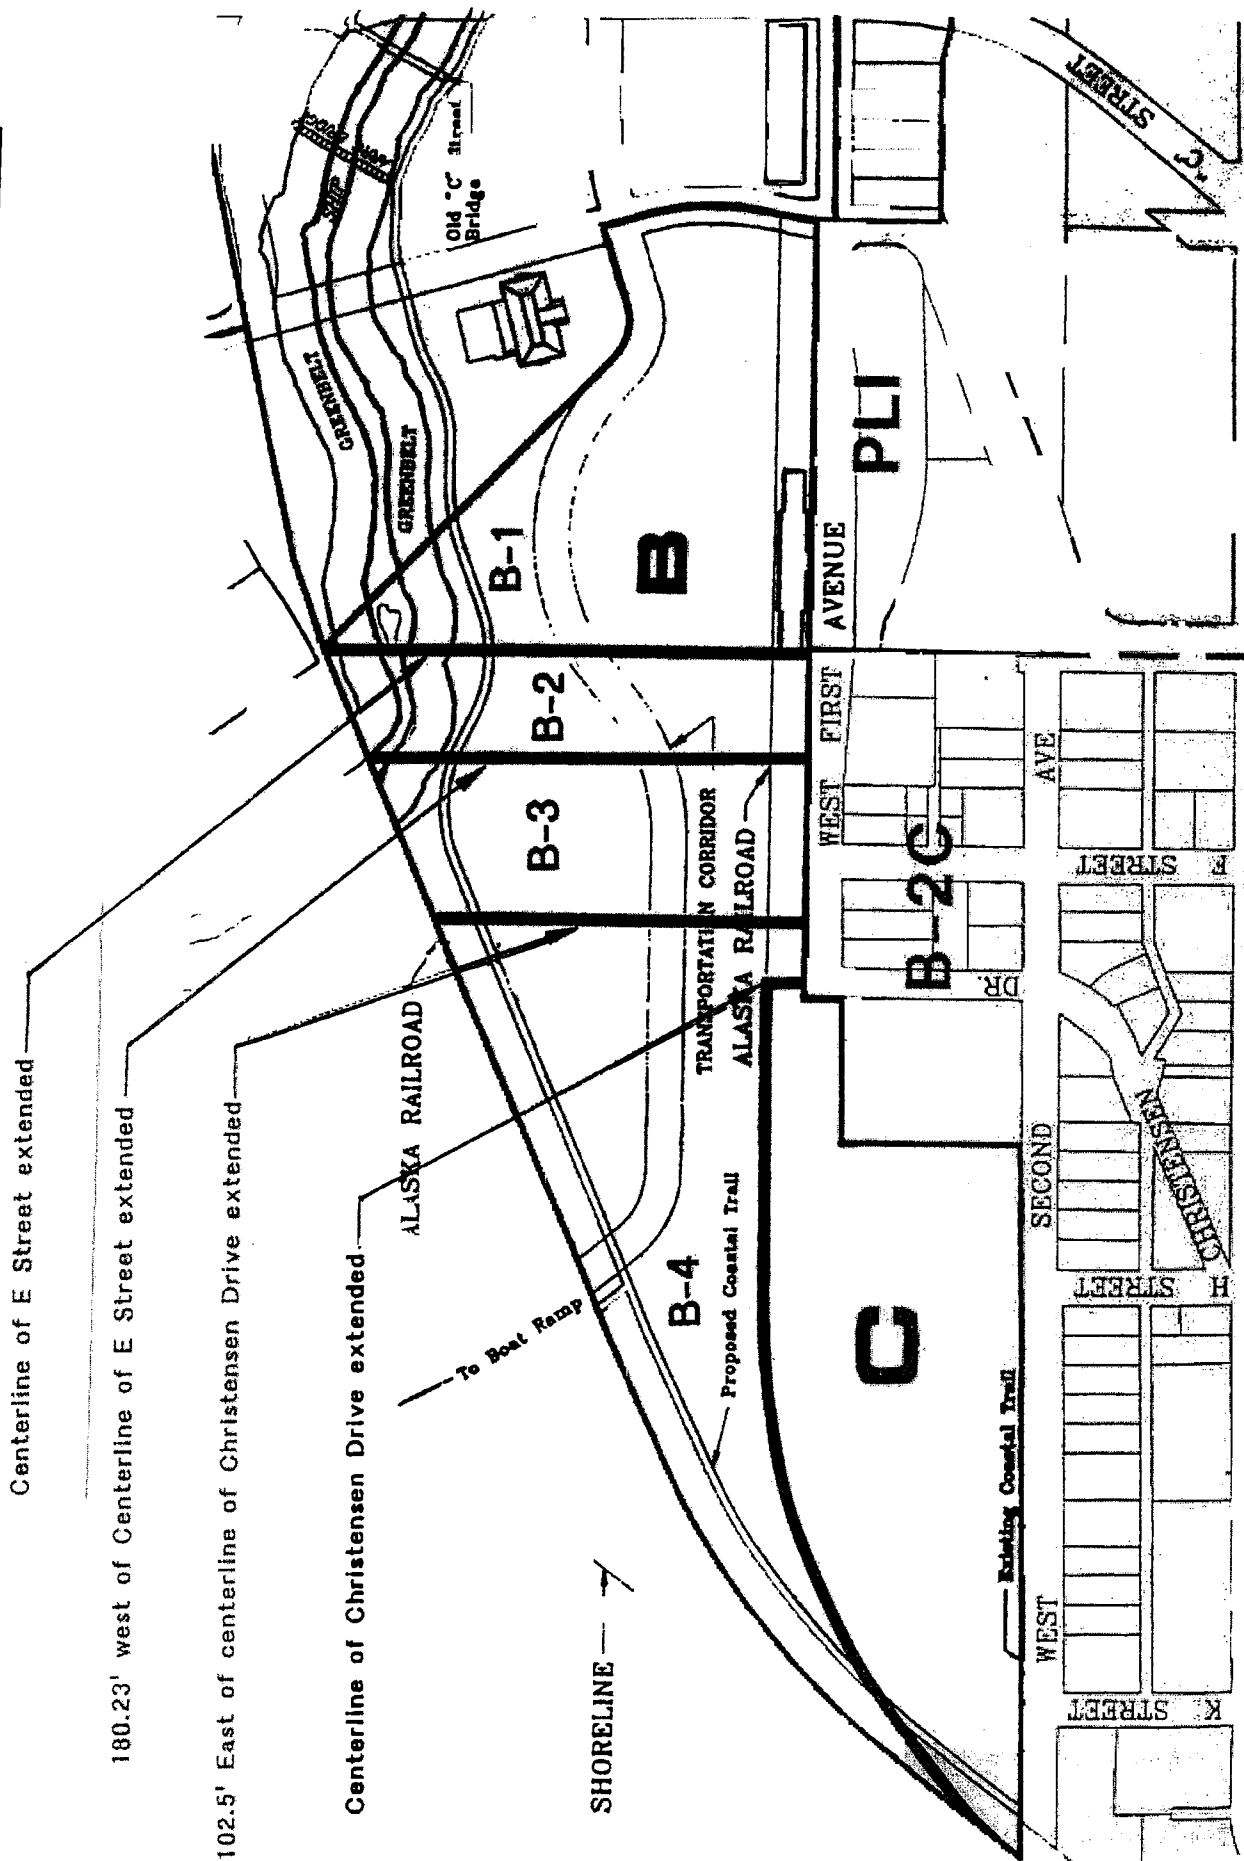 Centerline of E Street extended
180.23' west of Centerline of E Street extended
102.5' East of centerline of Christensen Drive extended
Centerline of Christensen Drive extended
SHORELINE
To Boat Ramp
ALASKA RAILROAD
GREENBELT
SHIP
GREENBELT
Old "C" Street
Bridge
B-1
B-2
B-3
B-4
B
Proposed Coastal Trail
TRANSPORTATION CORRIDOR
ALASKA RAILROAD
C
PLI
WEST FIRST AVENUE
B-2C
Existing Coastal Trail
WEST SECOND AVE
DR.
CHRISTENSEN
K STREET
H STREET
F STREET
"C" STREET